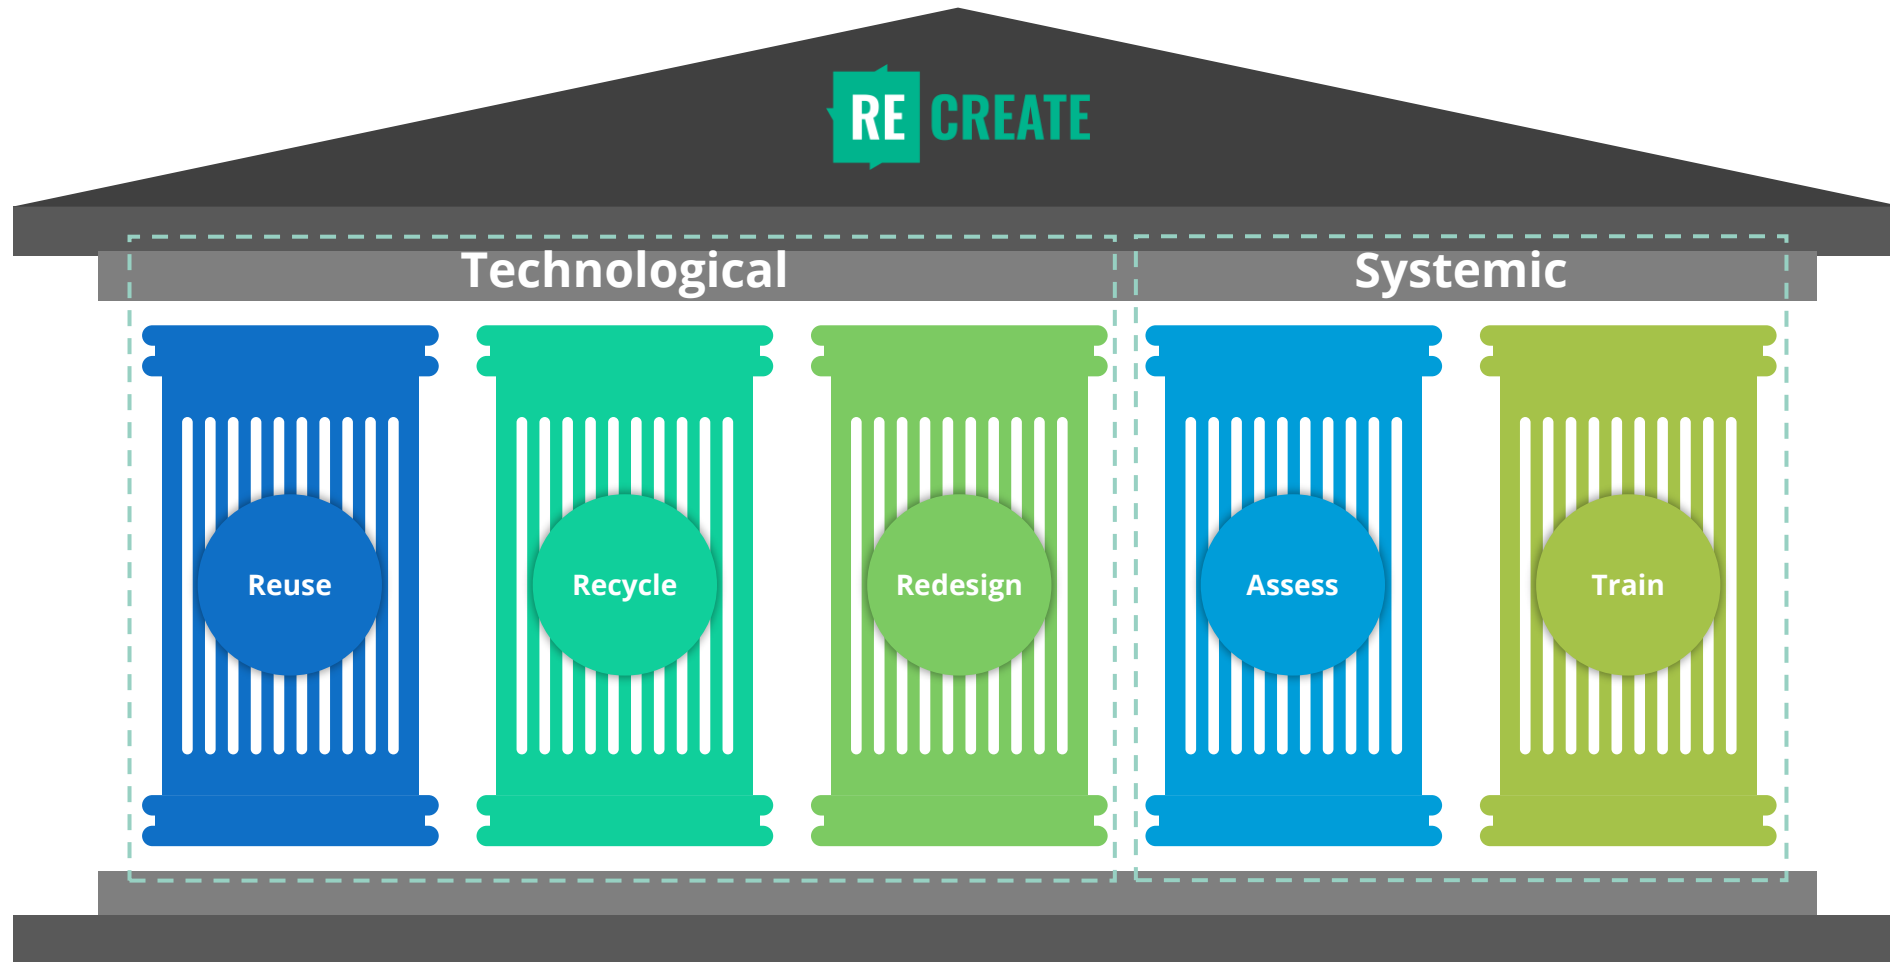 RE CREATE
Technological
Systemic
Reuse
Recycle
Redesign
Assess
Train